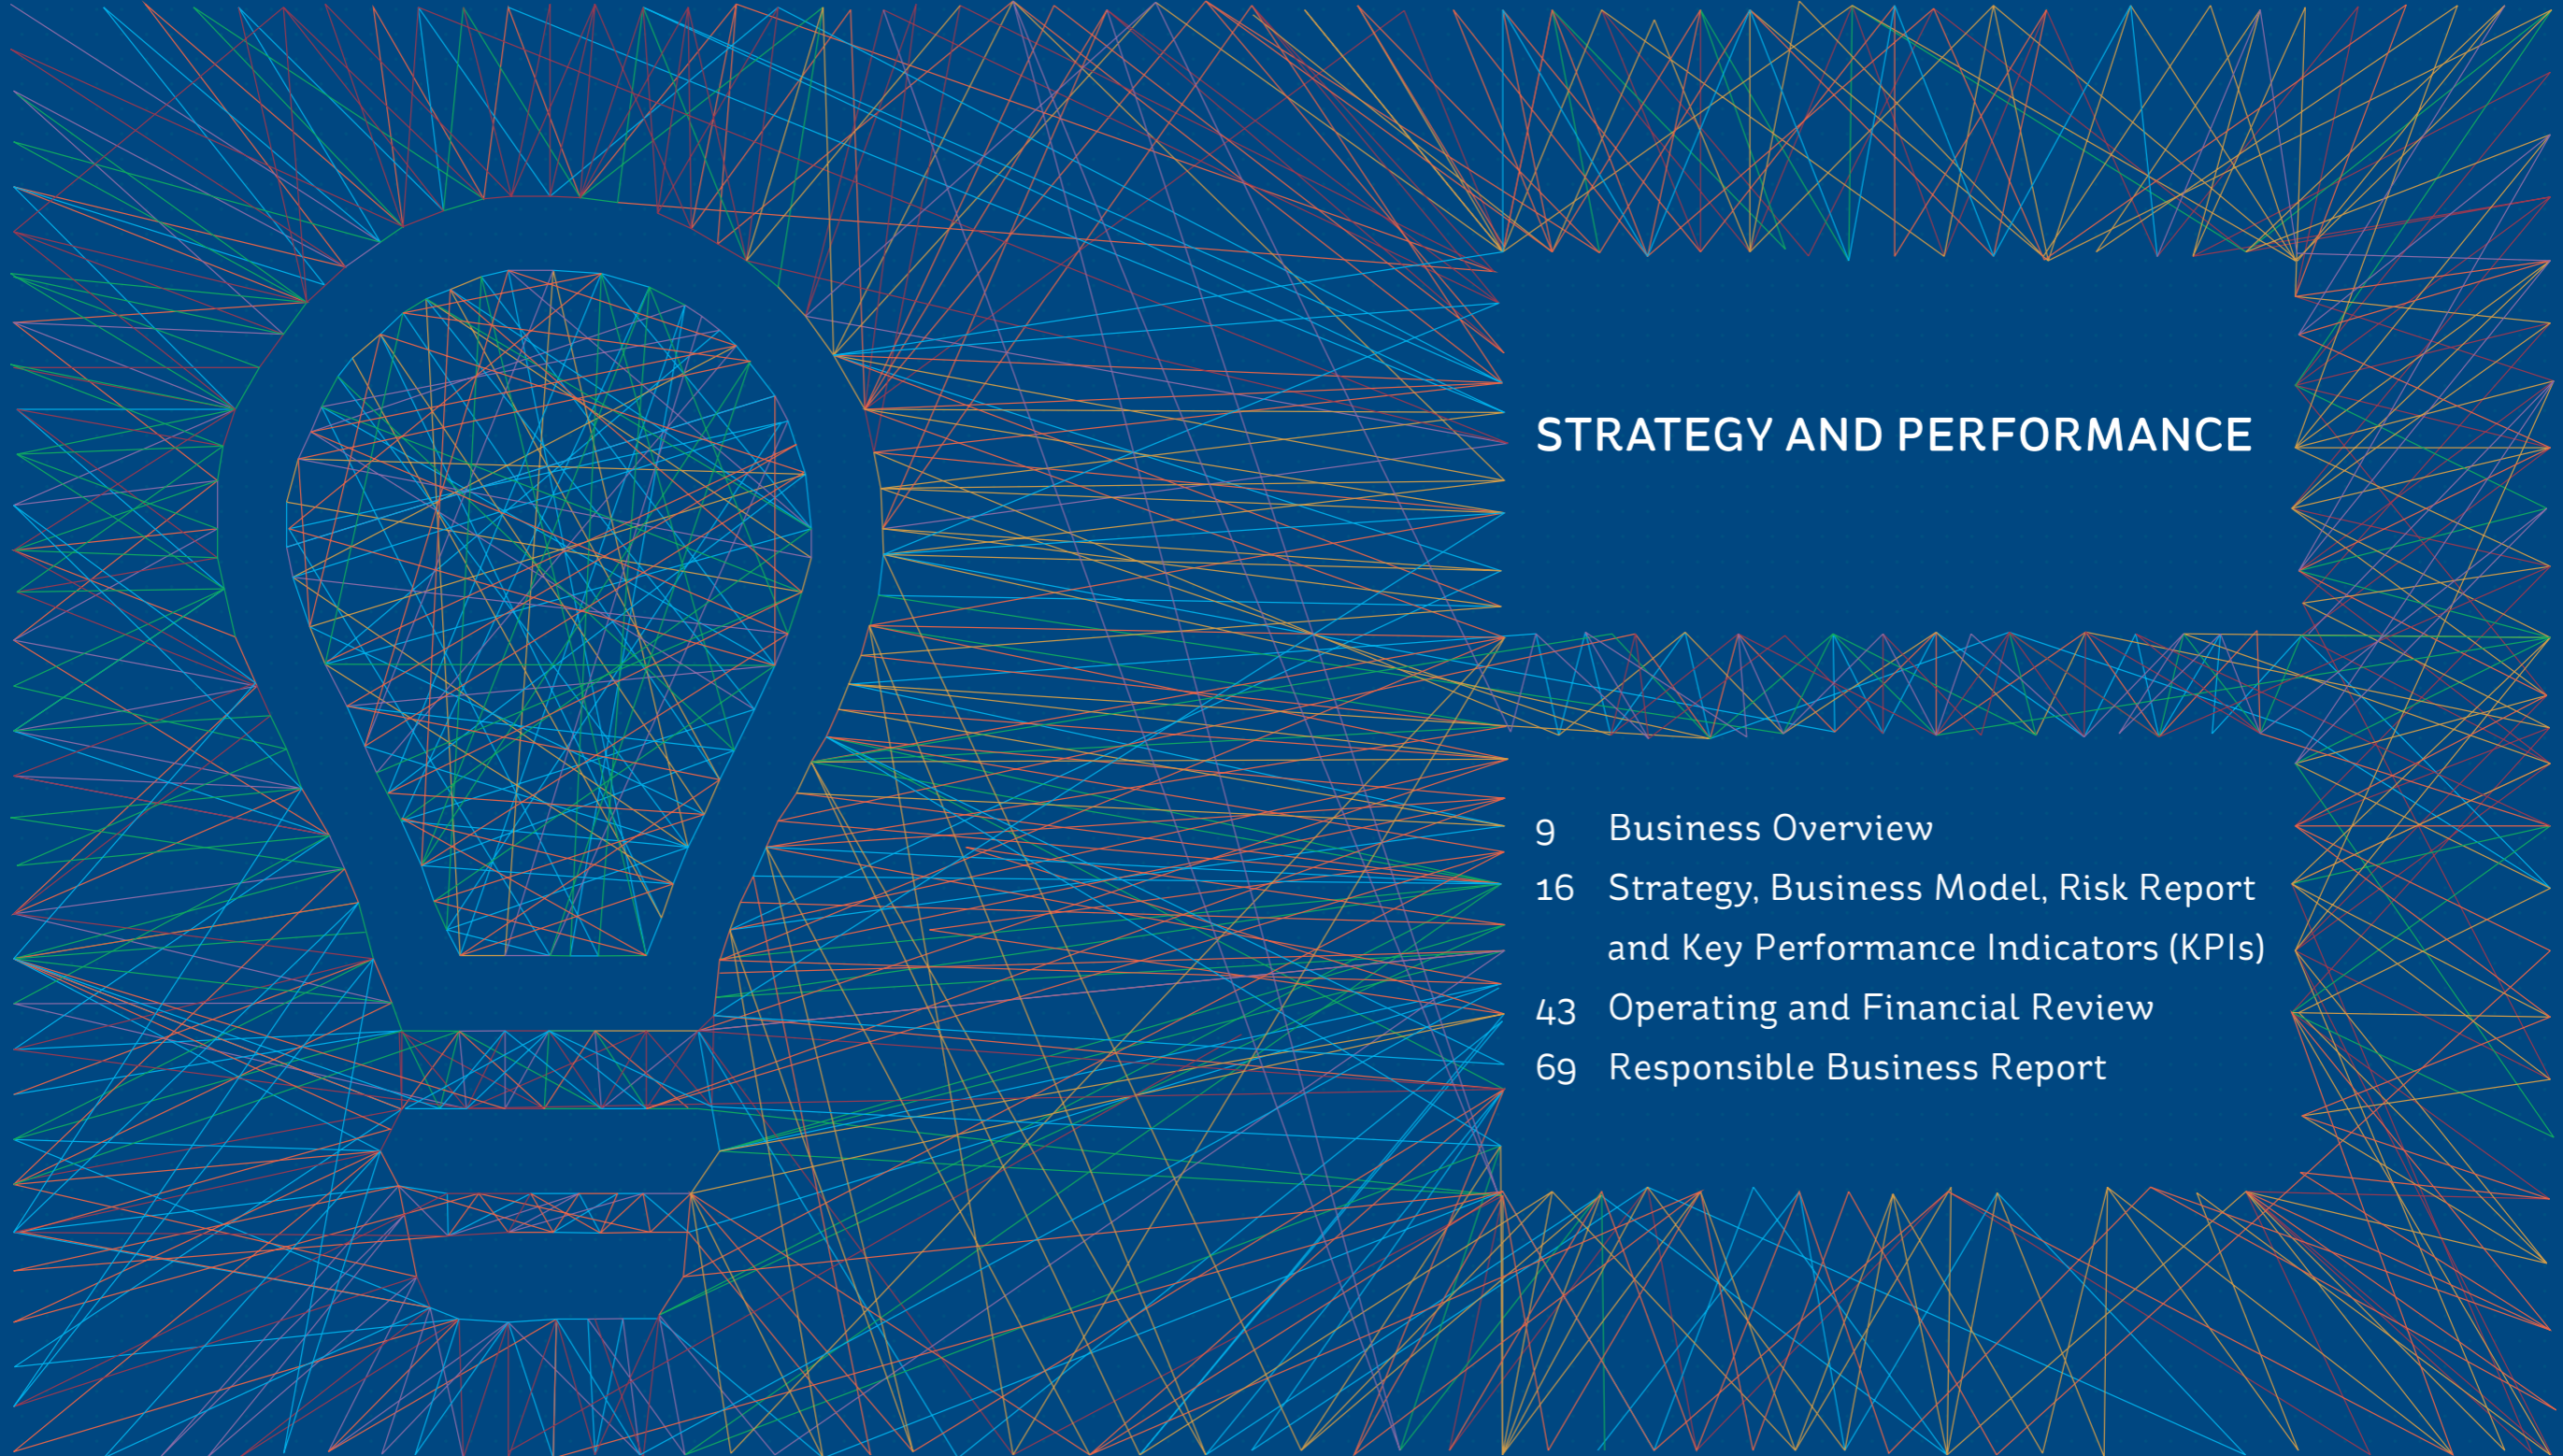 STRATEGY AND PERFORMANCE
9 Business Overview
16 Strategy, Business Model, Risk Report
and Key Performance Indicators (KPIs)
43 Operating and Financial Review
69 Responsible Business Report